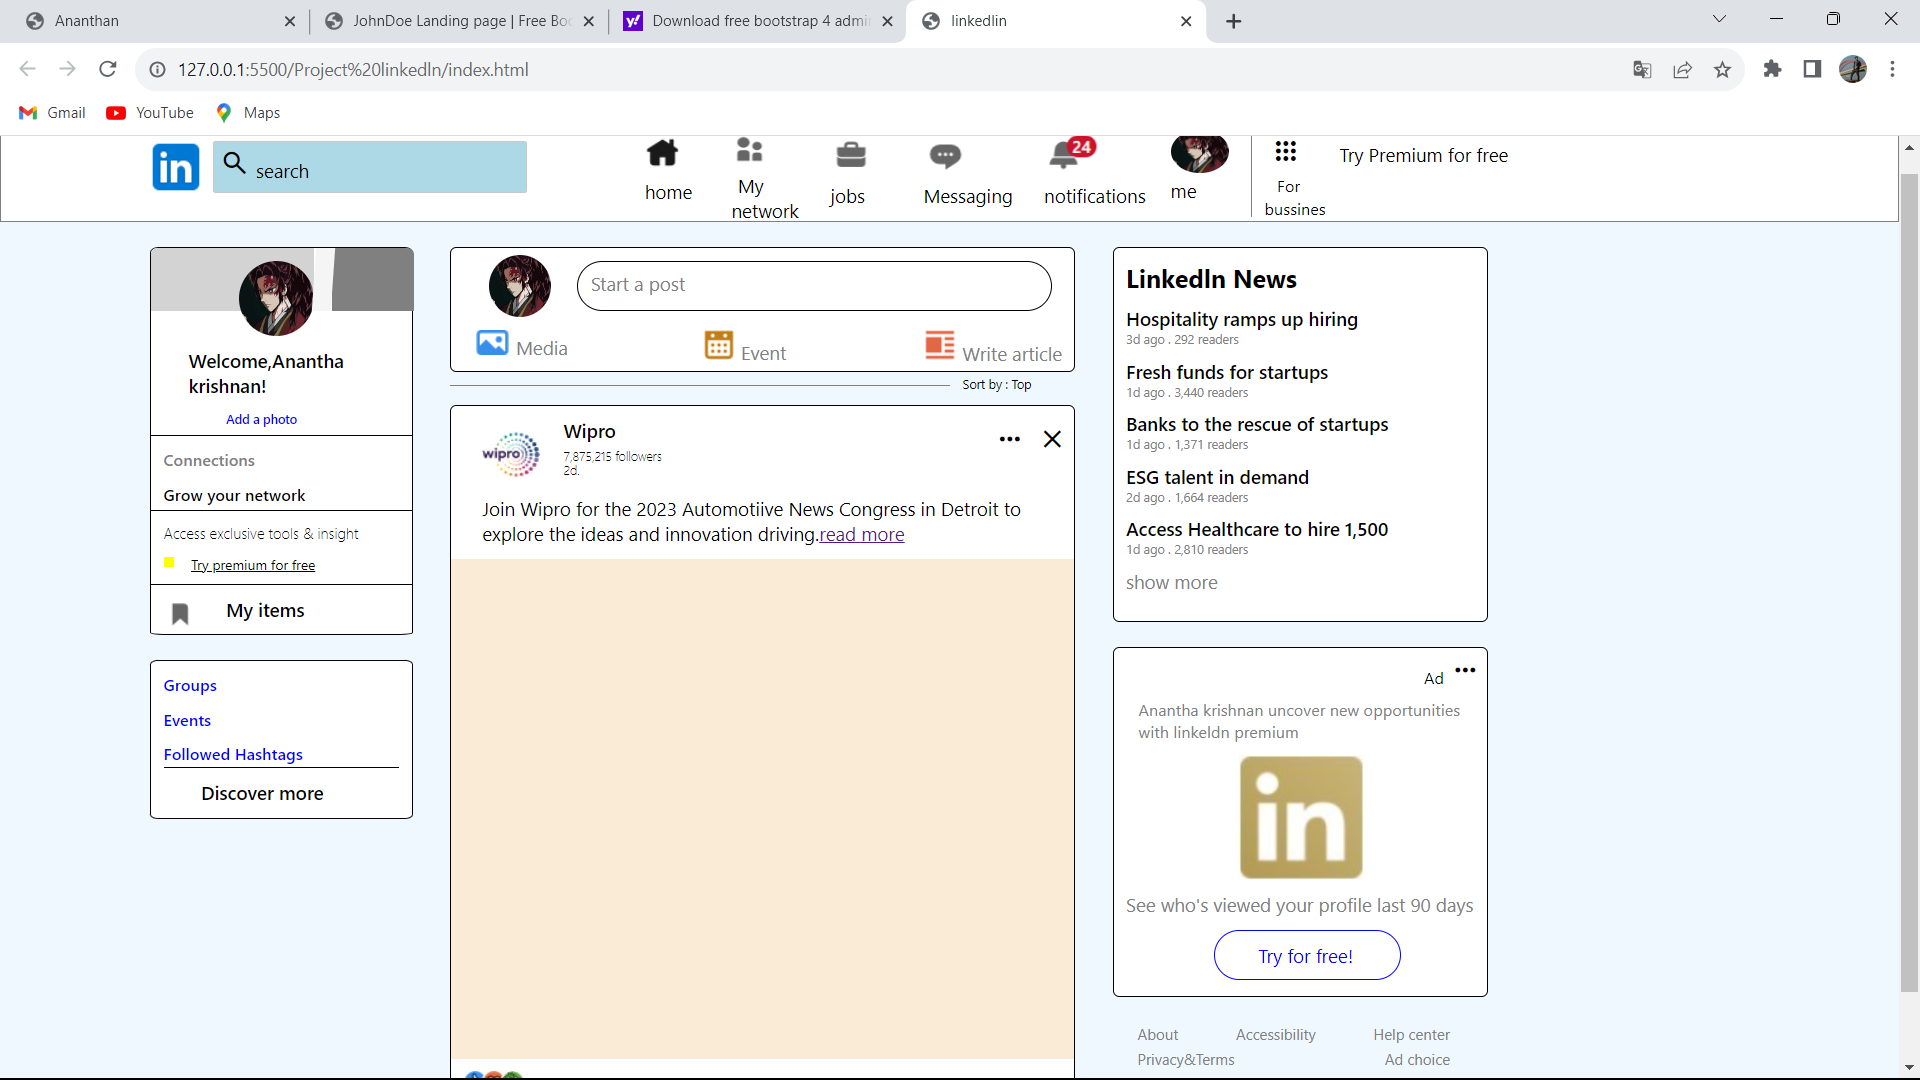 Ananthan
JohnDoe Landing page | Free Boo
Download free bootstrap 4 admin
linkedlin
127.0.0.1:5500/Project%20linkedln/index.html
Gmail
YouTube
Maps
in
search
home
My
network
jobs
Messaging
24
notifications
me
For
bussines
Try Premium for free
Welcome,Anantha
krishnan!
Add a photo
Connections
Grow your network
Access exclusive tools & insight
Try premium for free
My items
Groups
Events
Followed Hashtags
Discover more
Start a post
Media
Event
Write article
Sort by : Top
wipro
Wipro
7,875,215 followers
2d.
Join Wipro for the 2023 Automotiive News Congress in Detroit to
explore the ideas and innovation driving.read more
Linkedln News
Hospitality ramps up hiring
3d ago . 292 readers
Fresh funds for startups
1d ago . 3,440 readers
Banks to the rescue of startups
1d ago . 1,371 readers
ESG talent in demand
2d ago . 1,664 readers
Access Healthcare to hire 1,500
1d ago . 2,810 readers
show more
Ad
Anantha krishnan uncover new opportunities
with linkeldn premium
in
See who's viewed your profile last 90 days
Try for free!
About Accessibility Help center
Privacy&Terms Ad choice